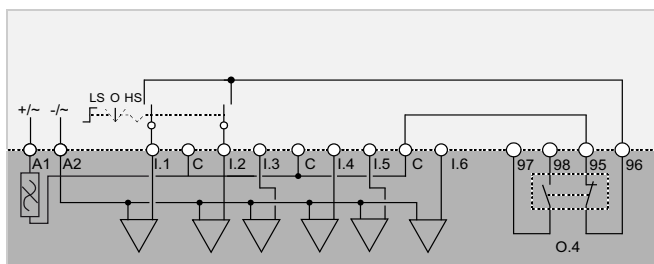 LS O HS
+/~ -/~
A1 A2 I.1 C I.2 I.3 C I.4 I.5 C I.6 97 98 95 96
O.4